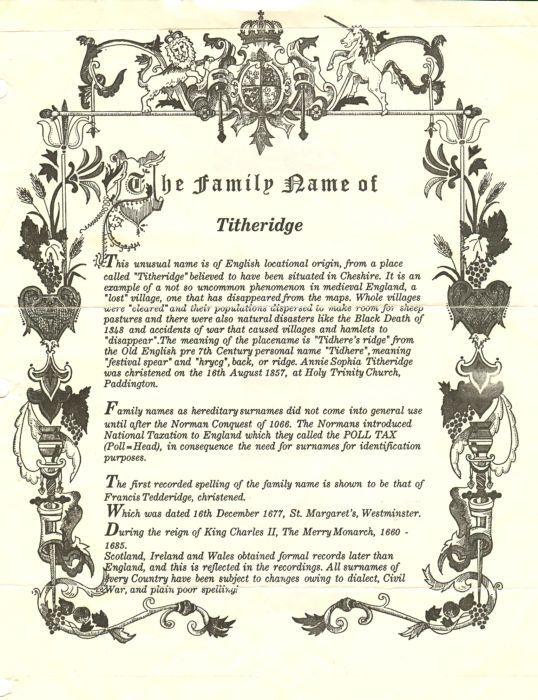 The Family Name of
Titheridge
This unusual name is of English locational origin, from a place
called "Titheridge" believed to have been situated in Cheshire. It is an
example of a not so uncommon phenomenon in medieval England, a
"lost" village, one that has disappeared from the maps. Whole villages
were "cleared" and their populations dispersed to make room for sheep
pastures and there were also natural disasters like the Black Death of
1348 and accidents of war that caused villages and hamlets to
"disappear". The meaning of the placename is "Tidhere's ridge" from
the Old English pre 7th Century personal name "Tidhere", meaning
"festival spear" and "hrycg", back, or ridge. Annie Sophia Titheridge
was christened on the 16th August 1857, at Holy Trinity Church,
Paddington.
Family names as hereditary surnames did not come into general use
until after the Norman Conquest of 1066. The Normans introduced
National Tazation to England which they called the POLL TAX
(Poll=Head), in consequence the need for surnames for identification
purposes.
The first recorded spelling of the family name is shown to be that of
Francis Tedderidge, christened.
Which was dated 16th December 1677, St. Margaret's, Westminster.
During the reign of King Charles II, The Merry Monarch, 1660 -
1685.
Scotland, Ireland and Wales obtained formal records later than
England, and this is reflected in the recordings. All surnames of
every Country have been subject to changes owing to dialect, Civil
War, and plain poor spelling.